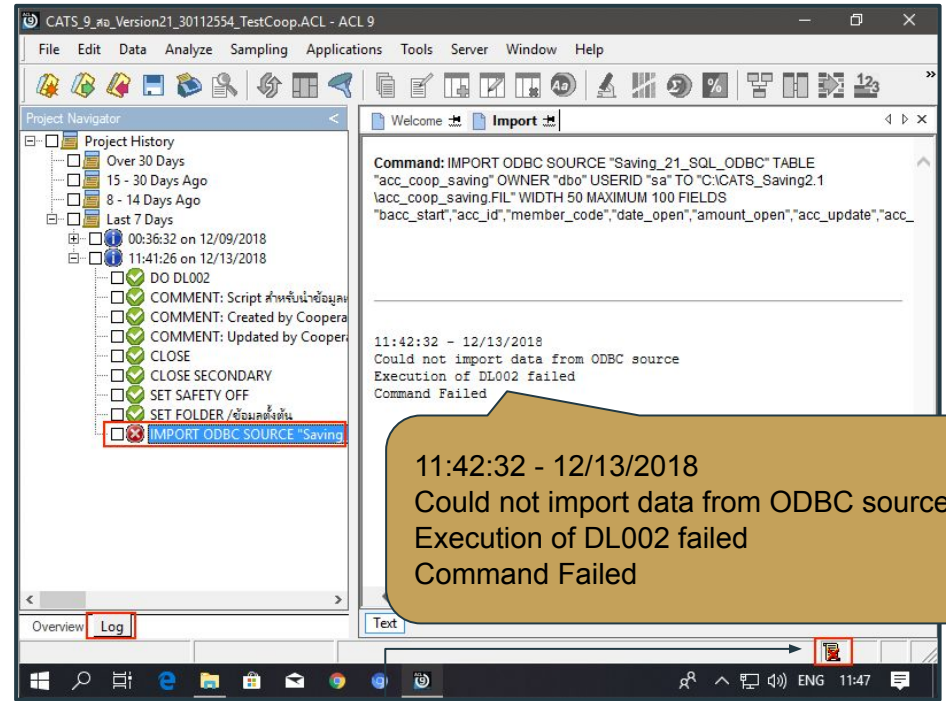 CATS_9_สอ_Version21_30112554_TestCoop.ACL - ACL 9
File Edit Data Analyze Sampling Applications Tools Server Window Help
Project Navigator <
Welcome Import
Project History
Over 30 Days
15 - 30 Days Ago
8 - 14 Days Ago
Last 7 Days
00:36:32 on 12/09/2018
11:41:26 on 12/13/2018
DO DL002
COMMENT: Script สำหรับนำข้อมูล
COMMENT: Created by Coopera
COMMENT: Updated by Cooper
CLOSE
CLOSE SECONDARY
SET SAFETY OFF
SET FOLDER /ข้อมูลตั้งต้น
IMPORT ODBC SOURCE "Saving
Command: IMPORT ODBC SOURCE "Saving_21_SQL_ODBC" TABLE
"acc_coop_saving" OWNER "dbo" USERID "sa" TO "C:\CATS_Saving2.1
\acc_coop_saving.FIL" WIDTH 50 MAXIMUM 100 FIELDS
"bacc_start","acc_id","member_code","date_open","amount_open","acc_update","acc_
11:42:32 - 12/13/2018
Could not import data from ODBC source
Execution of DL002 failed
Command Failed
11:42:32 - 12/13/2018
Could not import data from ODBC source
Execution of DL002 failed
Command Failed
Overview Log
Text
ENG 11:47